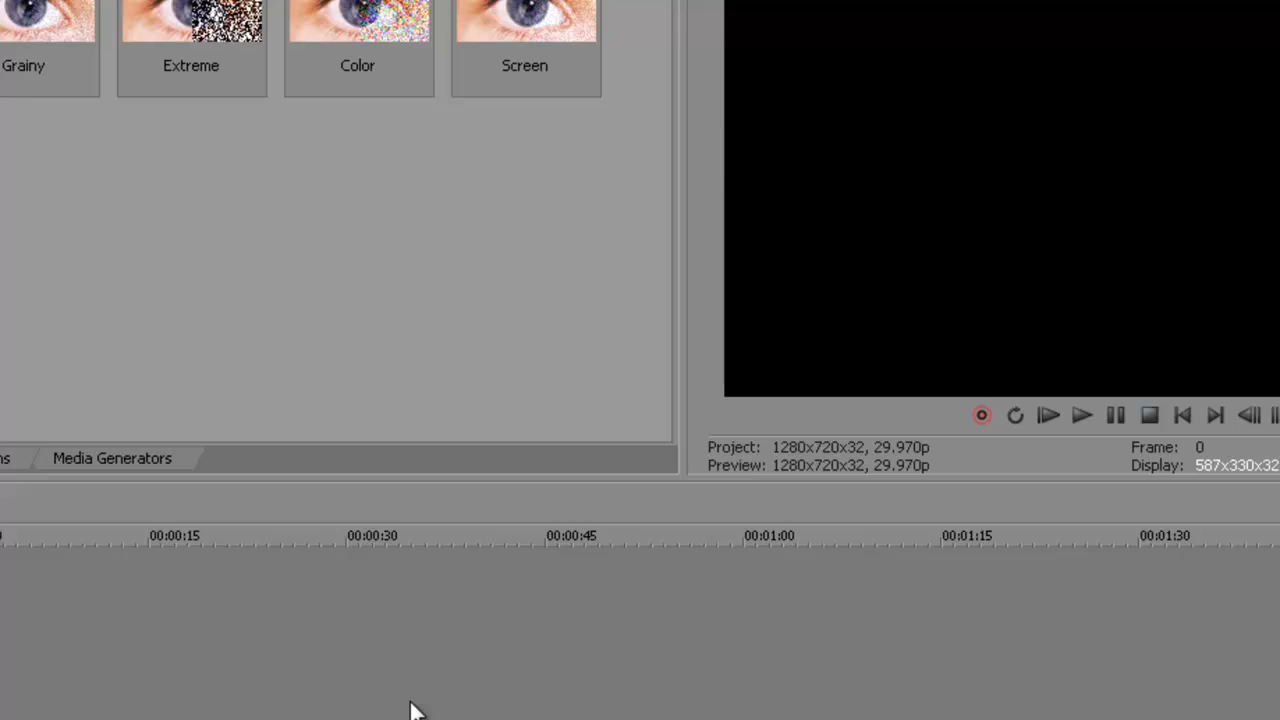 Grainy
Extreme
Color
Screen
ns
Media Generators
Project: 1280x720x32, 29.970p
Frame: 0
Preview: 1280x720x32, 29.970p
Display: 587x330x32
00:00:15
00:00:30
00:00:45
00:01:00
00:01:15
00:01:30